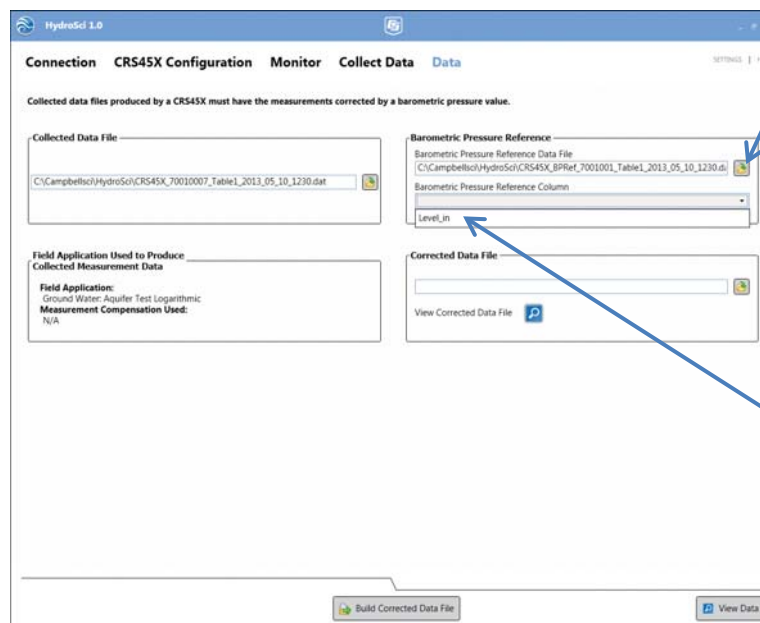 HydroSci 1.0
Connection CRS45X Configuration Monitor Collect Data Data
SETTINGS |
Collected data files produced by a CRS45X must have the measurements corrected by a barometric pressure value.
Collected Data File
C:\Campbellsci\HydroSci\CRS45X_70010007_Table1_2013_05_10_1230.dat
Barometric Pressure Reference
Barometric Pressure Reference Data File
C:\Campbellsci\HydroSci\CRS45X_BPRef_7001001_Table1_2013_05_10_1230.da
Barometric Pressure Reference Column
Level_in
Field Application Used to Produce
Collected Measurement Data
Field Application:
Ground Water: Aquifer Test Logarithmic
Measurement Compensation Used:
N/A
Corrected Data File
View Corrected Data File
Build Corrected Data File
View Data